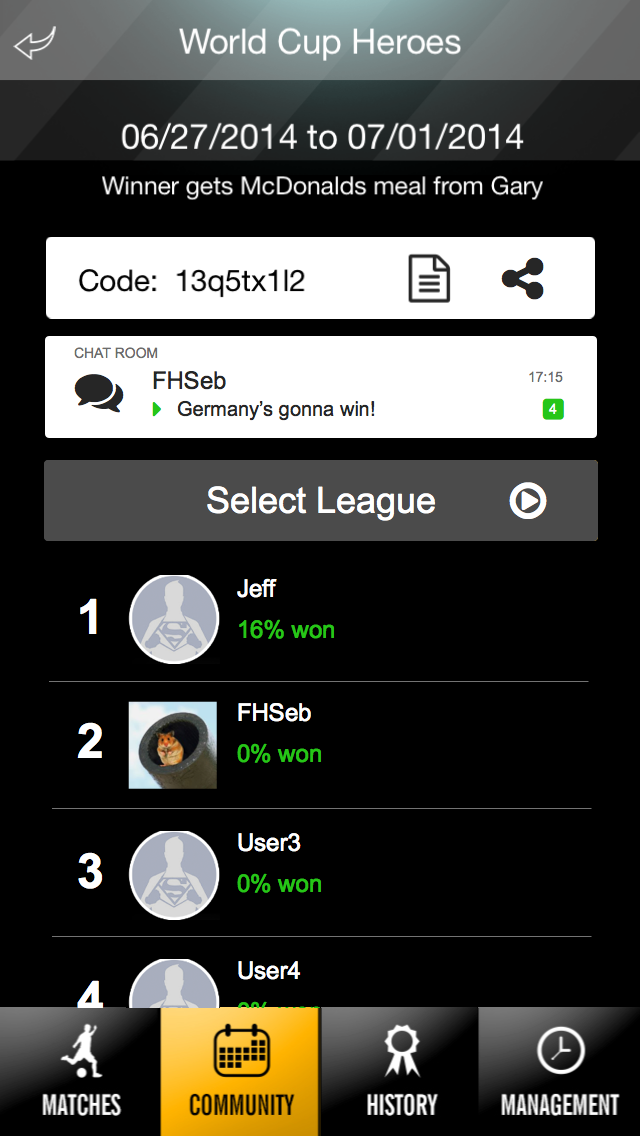 World Cup Heroes
06/27/2014 to 07/01/2014
Winner gets McDonalds meal from Gary
Code: 13q5tx1l2
CHAT ROOM
FHSeb 17:15
Germany's gonna win! 4
Select League
1 Jeff
16% won
2 FHSeb
0% won
3 User3
0% won
4 User4
MATCHES COMMUNITY HISTORY MANAGEMENT